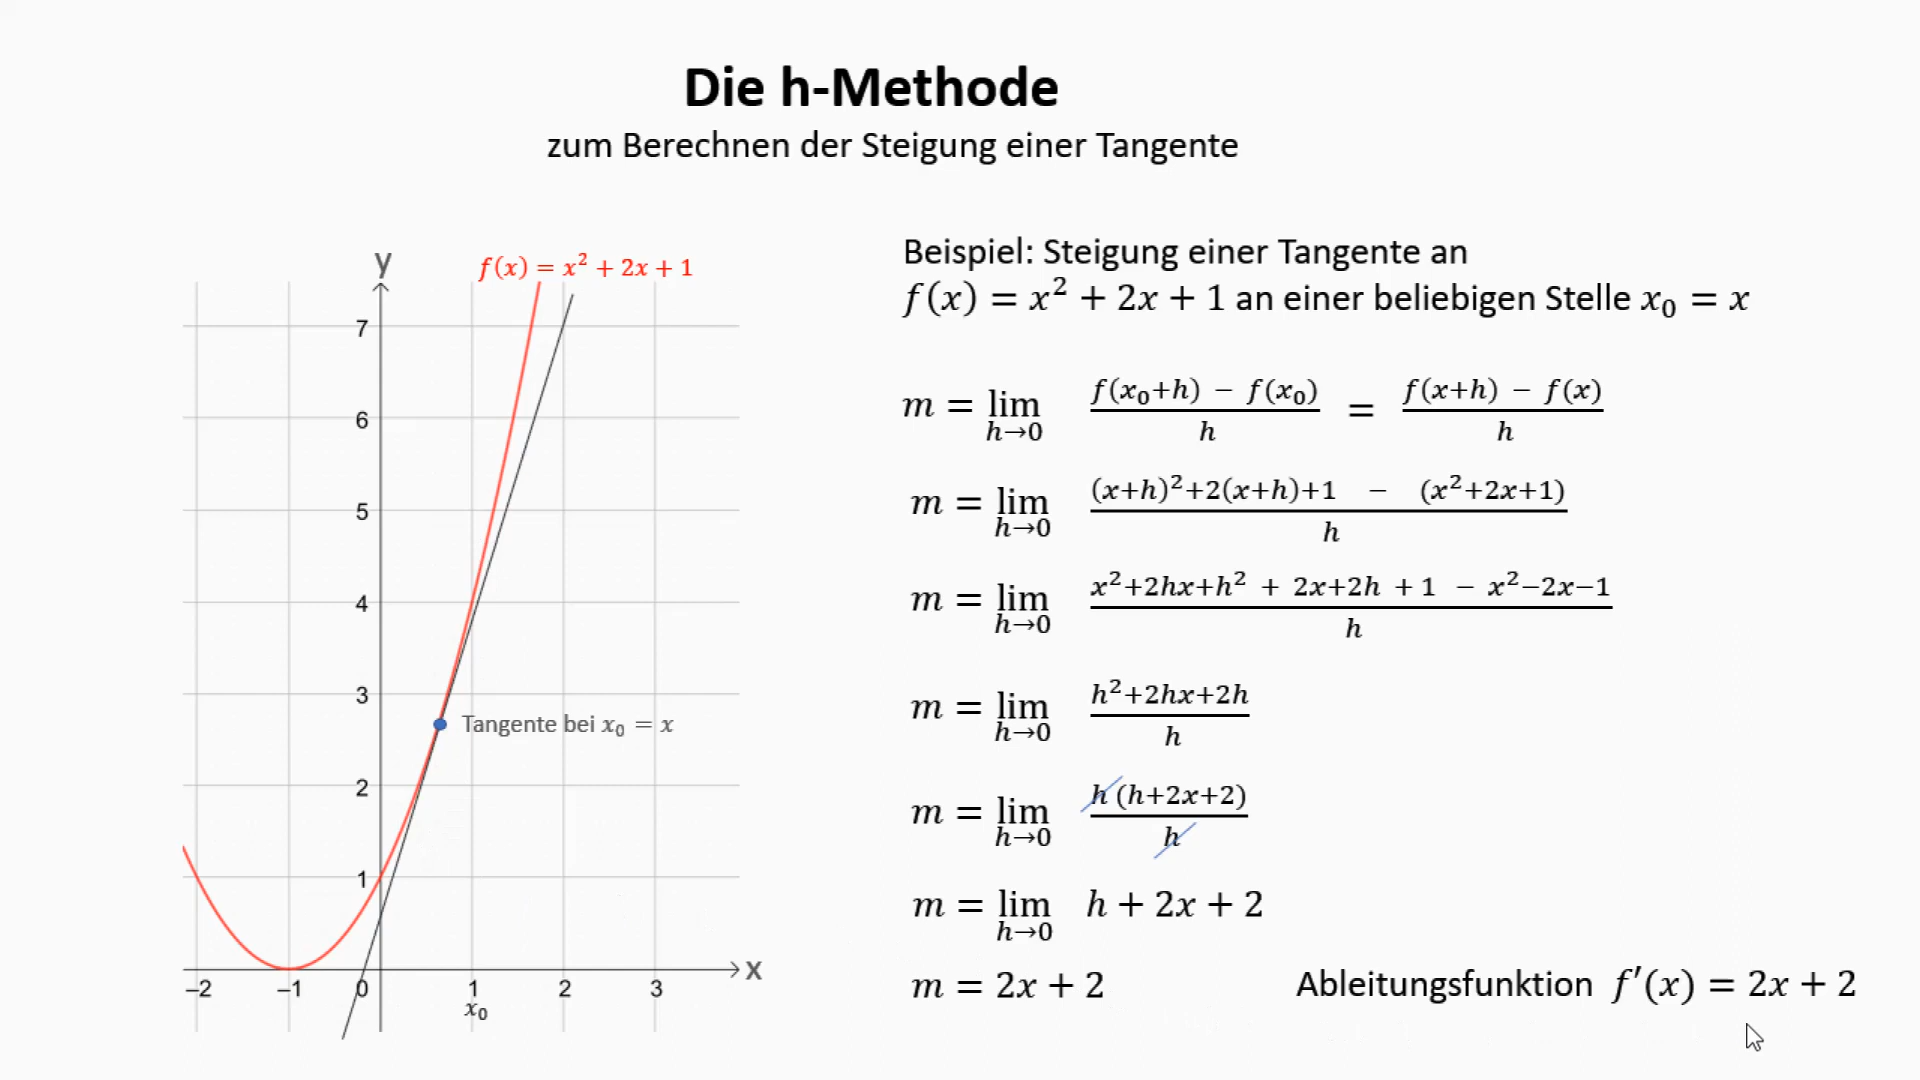 Die h-Methode
zum Berechnen der Steigung einer Tangente
y
f(x) = x² + 2x + 1
7
6
5
4
3
Tangente bei x₀ = x
2
1
x
−2 −1 0 1 2 3
x₀
Beispiel: Steigung einer Tangente an
f(x) = x² + 2x + 1 an einer beliebigen Stelle x₀ = x
m = lim h→0 (f(x₀+h) − f(x₀))/h = (f(x+h) − f(x))/h
m = lim h→0 ((x+h)²+2(x+h)+1 − (x²+2x+1))/h
m = lim h→0 (x²+2hx+h² + 2x+2h +1 − x²−2x−1)/h
m = lim h→0 (h²+2hx+2h)/h
m = lim h→0 (h (h+2x+2))/h
m = lim h→0 h + 2x + 2
m = 2x + 2
Ableitungsfunktion f′(x) = 2x + 2